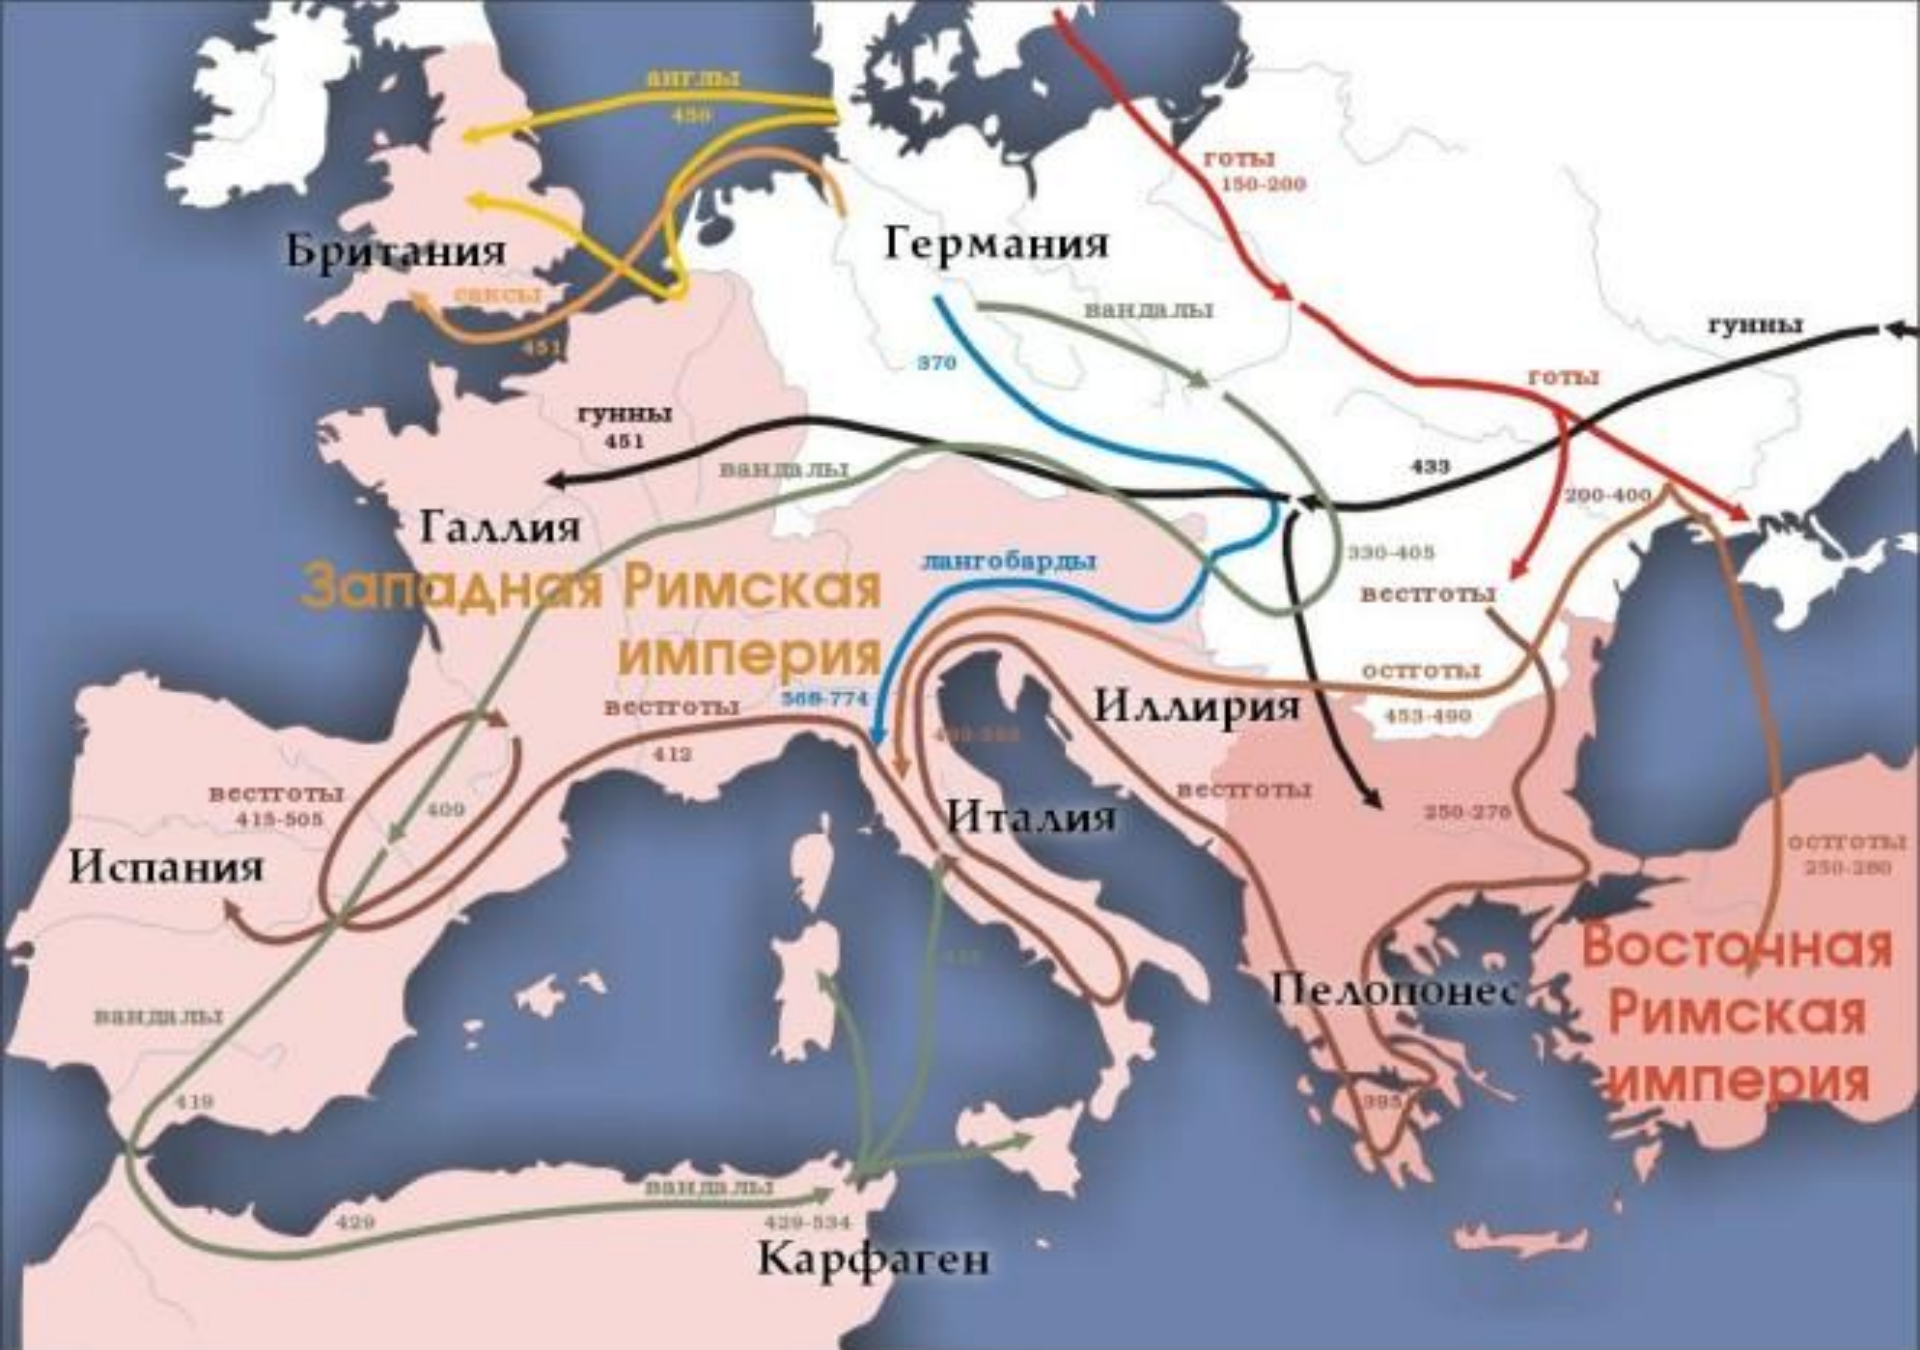 англы
450
готы
150-200
Британия
Германия
саксы
451
вандалы
370
гунны
готы
гунны
451
вандалы
433
200-400
Галлия
лангобарды
330-405
Западная Римская
империя
вестготы
остготы
568-774
вестготы
412
Иллирия
453-490
вестготы
415-505
409
вестготы
250-276
Италия
Испания
остготы
250-280
Восточная
Римская
империя
Пелопонес
вандалы
419
395
вандалы
429
429-534
Карфаген